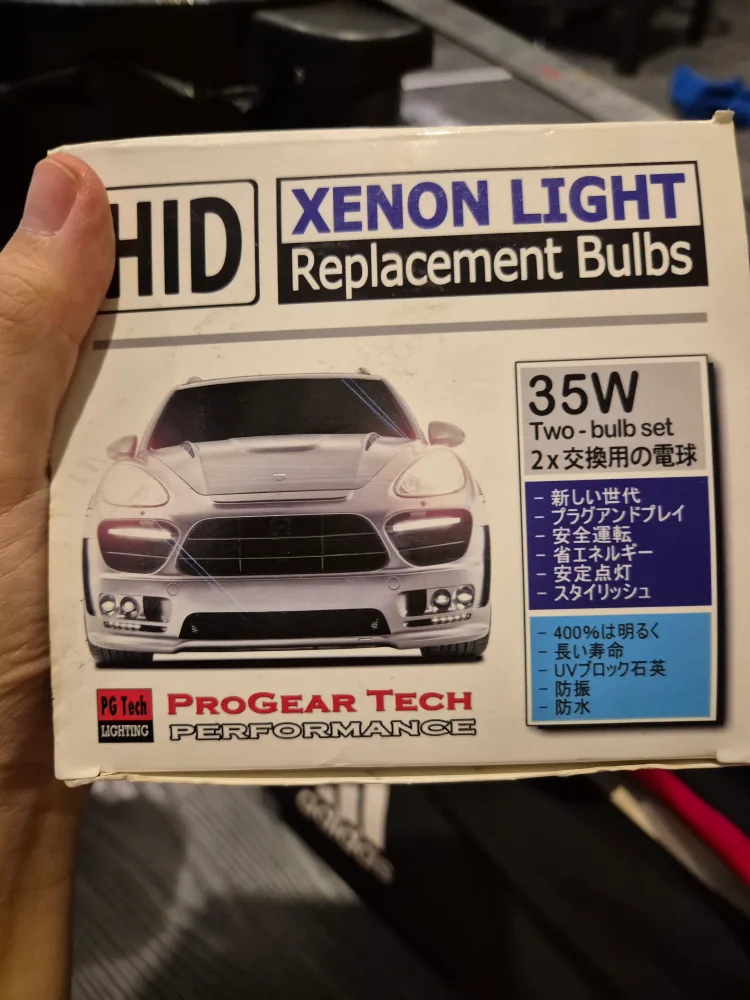 HID
XENON LIGHT
Replacement Bulbs
35W
Two - bulb set
2x交換用の電球
- 新しい世代
- プラグアンドプレイ
- 安全運転
- 省エネルギー
- 安定点灯
- スタイリッシュ
- 400%は明るく
- 長い寿命
- UVブロック石英
- 防振
- 防水
PG Tech
LIGHTING
PROGEAR TECH
PERFORMANCE
adidas